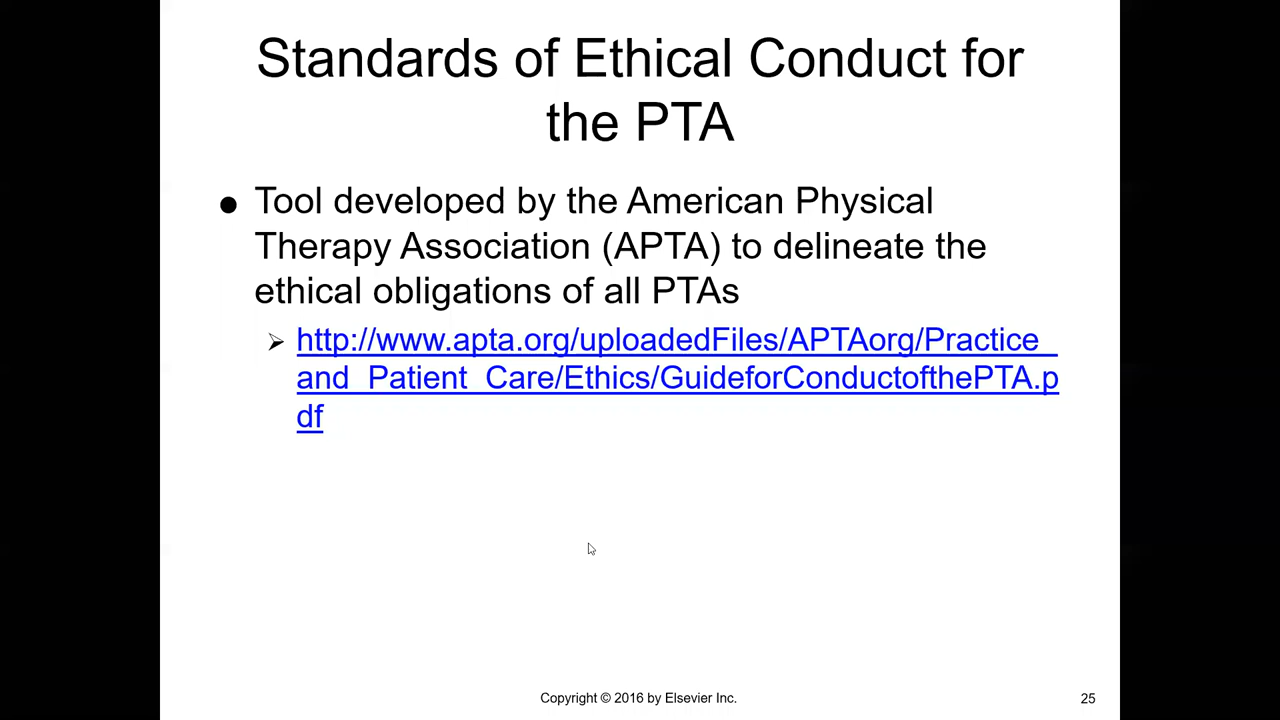 Standards of Ethical Conduct for
the PTA
● Tool developed by the American Physical
Therapy Association (APTA) to delineate the
ethical obligations of all PTAs
➢ http://www.apta.org/uploadedFiles/APTAorg/Practice_
and_Patient_Care/Ethics/GuideforConductofthePTA.p
df
Copyright © 2016 by Elsevier Inc.
25